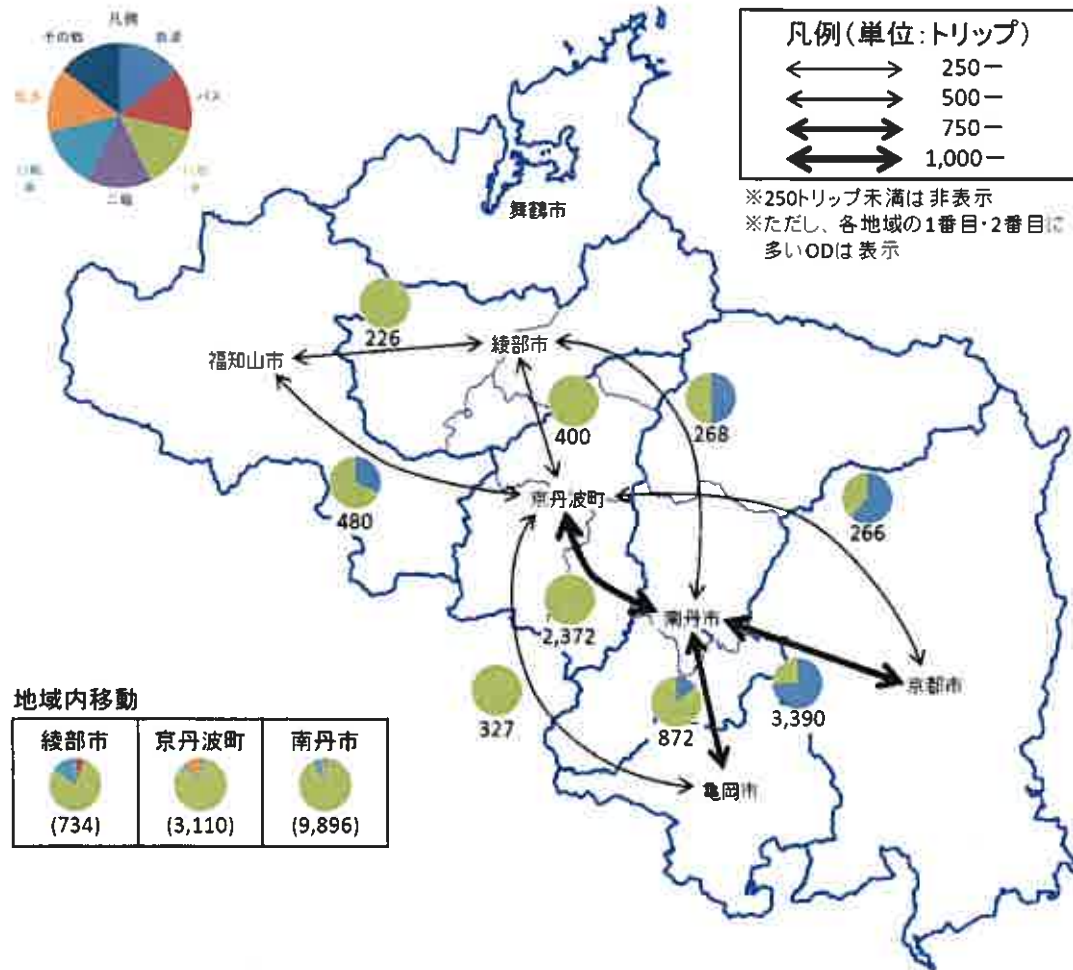 凡例
その他
鉄道
バス
二輪
凡例(単位:トリップ)
250ー
500ー
750ー
1,000ー
※250トリップ未満は非表示
※ただし、各地域の1番目・2番目に
多いODは表示
舞鶴市
226
福知山市
綾部市
400
268
480
京丹波町
266
2,372
南丹市
327
872
3,390
京都市
亀岡市
地域内移動
綾部市
京丹波町
南丹市
(734)
(3,110)
(9,896)